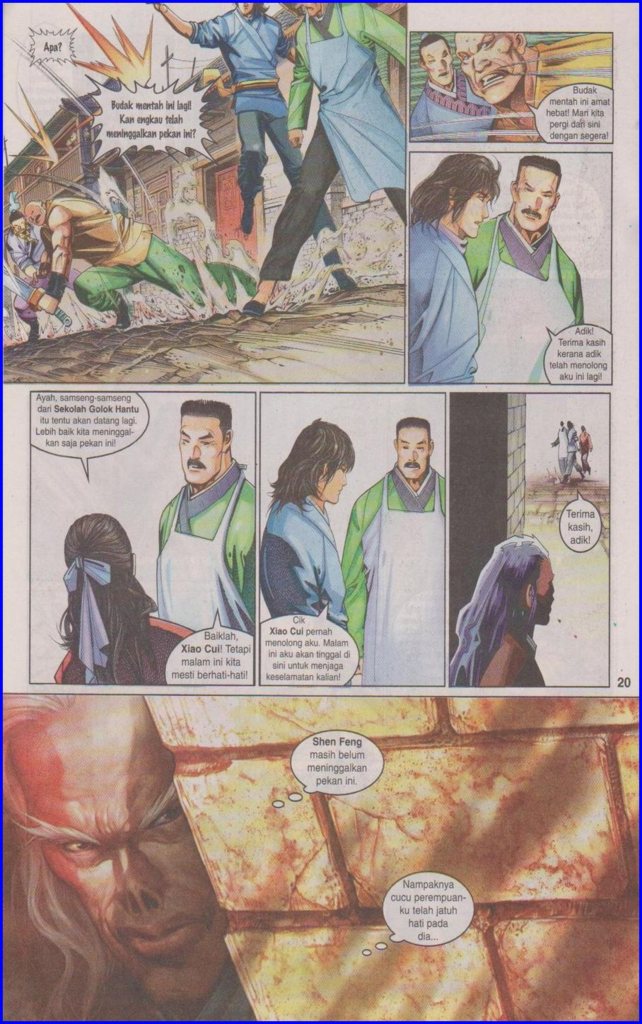 Apa?
Budak mentah ini lagi!
Kan engkau telah
meninggalkan pekan ini?
Budak
mentah ini amat
hebat! Mari kita
pergi dari sini
dengan segera!
Adik!
Terima kasih
kerana adik
telah menolong
aku ini lagi!
Ayah, samseng-samseng
dari Sekolah Golok Hantu
itu tentu akan datang lagi.
Lebih baik kita meninggal-
kan saja pekan ini!
Baiklah,
Xiao Cui! Tetapi
malam ini kita
mesti berhati-hati!
Cik
Xiao Cui pernah
menolong aku. Malam
ini aku akan tinggal di
sini untuk menjaga
keselamatan kalian!
Terima
kasih,
adik!
20
Shen Feng
masih belum
meninggalkan
pekan ini.
Nampaknya
cucu perempuan-
ku telah jatuh
hati pada
dia...